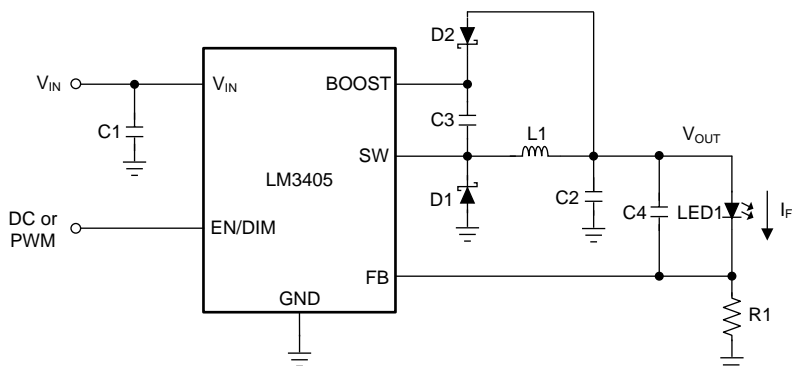 D2
VIN
VIN
BOOST
C1
C3
L1
VOUT
SW
LM3405
DC or
PWM
EN/DIM
D1
C2
C4
LED1
IF
FB
GND
R1